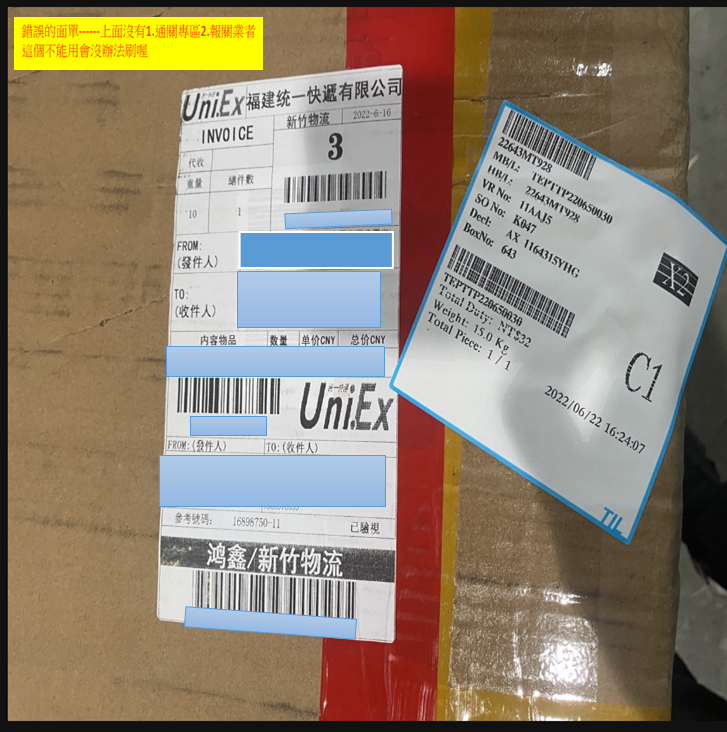 錯誤的面單------上面沒有1.通關專區2.報關業者
這個不能用會沒辦法刷喔
Uni.Ex 福建统一快遞有限公司
INVOICE
新竹物流 2022-6-16
3
代收
重量 總件數
10 1
FROM:
(發件人)
TO:
(收件人)
内容物品 数量 单价CNY 总价CNY
Uni.Ex
FROM:(發件人) TO:(收件人)
參考號碼: 16898750-11 已驗視
鸿鑫/新竹物流
22643MT928
MB/L: TEPTTP220650030
HB/L: 22643MT928
VR No: 11AAJ5
SO No: K047
Decl: AX 1164315YHG
BoxNo: 643
TEPTTP220650030
Total Duty: NT$32
Weight: 15.0 Kg
Total Piece: 1 / 1
C1
2022/06/22 16:24:07
TIL